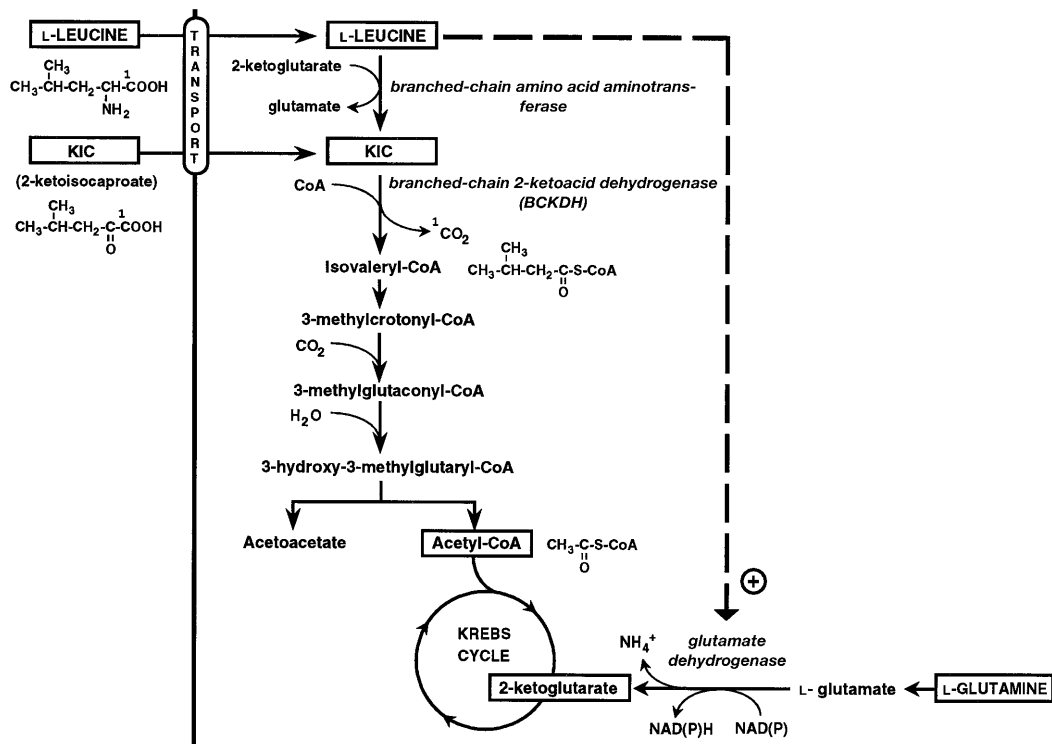 L-LEUCINE
CH₃
CH₃-CH-CH₂-CH-COOH
1
NH₂
KIC
(2-ketoisocaproate)
CH₃
CH₃-CH-CH₂-C-COOH
1
O
TRANSPORT
L-LEUCINE
2-ketoglutarate
glutamate
branched-chain amino acid aminotrans-
ferase
KIC
CoA
branched-chain 2-ketoacid dehydrogenase
(BCKDH)
¹CO₂
Isovaleryl-CoA
CH₃
CH₃-CH-CH₂-C-S-CoA
O
3-methylcrotonyl-CoA
CO₂
3-methylglutaconyl-CoA
H₂O
3-hydroxy-3-methylglutaryl-CoA
Acetoacetate
Acetyl-CoA
CH₃-C-S-CoA
O
+
KREBS
CYCLE
2-ketoglutarate
NH₄⁺
glutamate
dehydrogenase
NAD(P)H
NAD(P)
L- glutamate
L-GLUTAMINE